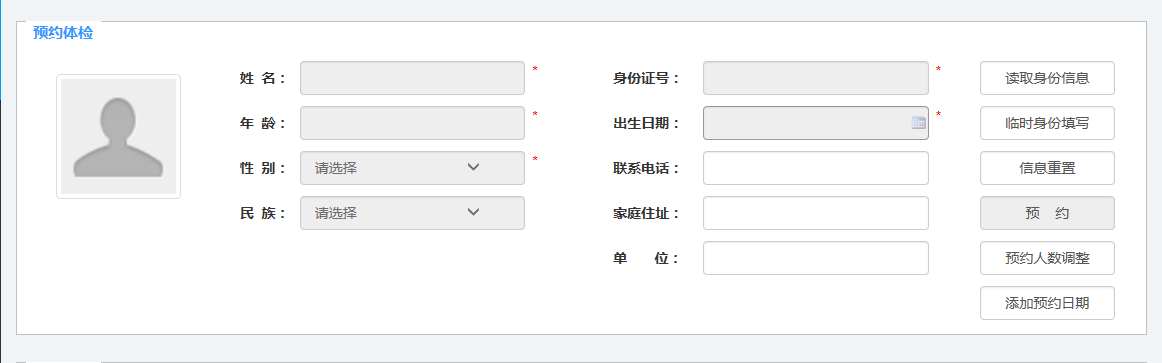 预约体检
姓 名： * 身份证号： * 读取身份信息
年 龄： * 出生日期： * 临时身份填写
性 别： 请选择 * 联系电话： 信息重置
民 族： 请选择 家庭住址： 预 约
单 位： 预约人数调整
添加预约日期